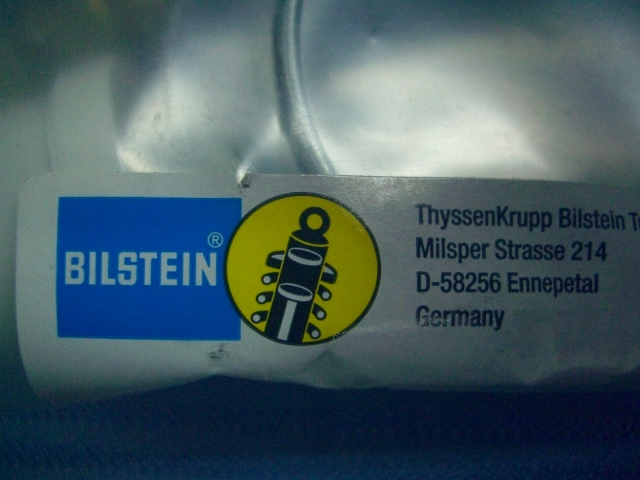 BILSTEIN®
ThyssenKrupp Bilstein
Milsper Strasse 214
D-58256 Ennepetal
Germany